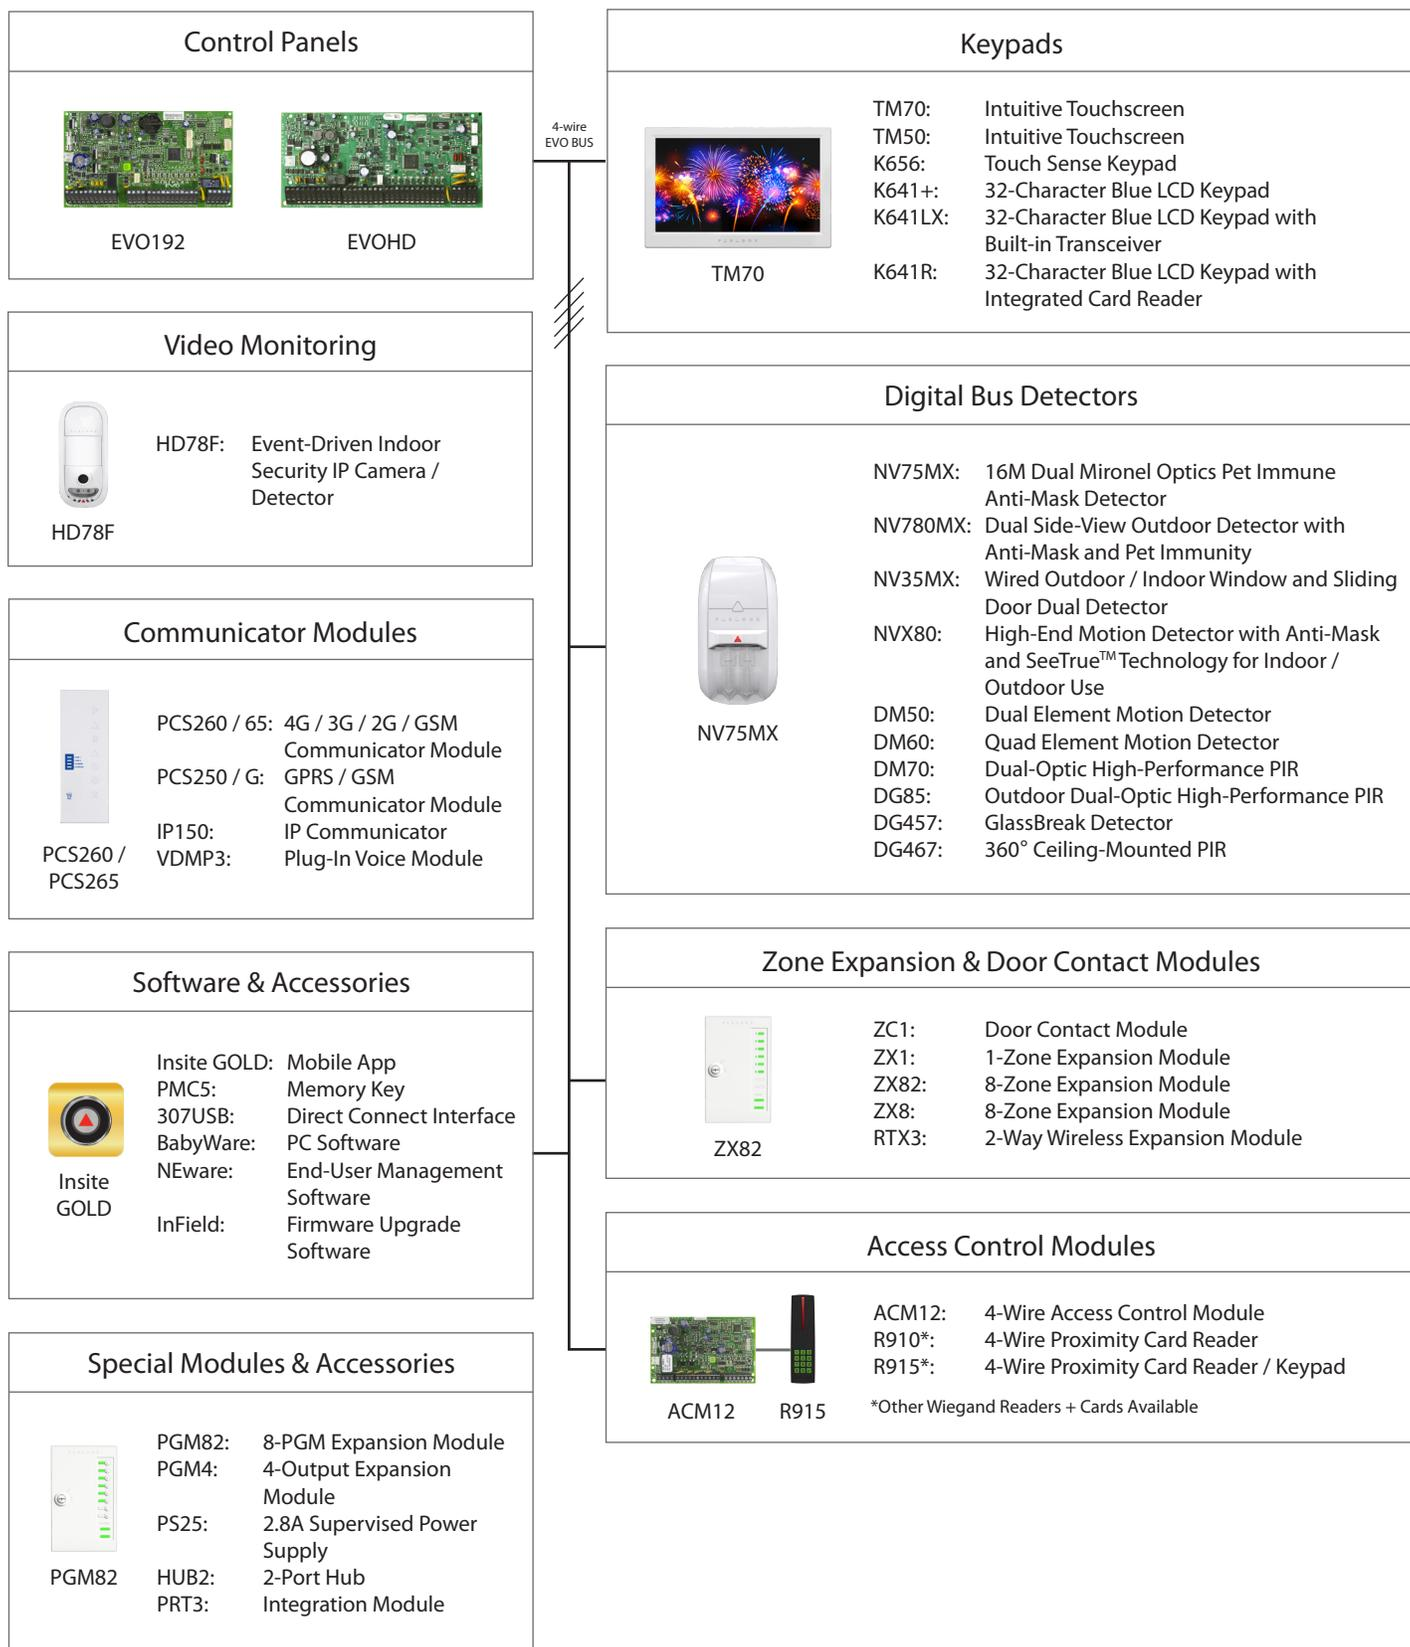 Control Panels
EVO192
EVOHD
4-wire
EVO BUS
Keypads
PARADOX
TM70
TM70: Intuitive Touchscreen
TM50: Intuitive Touchscreen
K656: Touch Sense Keypad
K641+: 32-Character Blue LCD Keypad
K641LX: 32-Character Blue LCD Keypad with
Built-in Transceiver
K641R: 32-Character Blue LCD Keypad with
Integrated Card Reader
Video Monitoring
HD78F
HD78F: Event-Driven Indoor
Security IP Camera /
Detector
Digital Bus Detectors
PARADOX
NV75MX
NV75MX: 16M Dual Mironel Optics Pet Immune
Anti-Mask Detector
NV780MX: Dual Side-View Outdoor Detector with
Anti-Mask and Pet Immunity
NV35MX: Wired Outdoor / Indoor Window and Sliding
Door Dual Detector
NVX80: High-End Motion Detector with Anti-Mask
and SeeTrue™ Technology for Indoor /
Outdoor Use
DM50: Dual Element Motion Detector
DM60: Quad Element Motion Detector
DM70: Dual-Optic High-Performance PIR
DG85: Outdoor Dual-Optic High-Performance PIR
DG457: GlassBreak Detector
DG467: 360° Ceiling-Mounted PIR
Communicator Modules
PCS260 /
PCS265
PCS260 / 65: 4G / 3G / 2G / GSM
Communicator Module
PCS250 / G: GPRS / GSM
Communicator Module
IP150: IP Communicator
VDMP3: Plug-In Voice Module
Zone Expansion & Door Contact Modules
ZX82
ZC1: Door Contact Module
ZX1: 1-Zone Expansion Module
ZX82: 8-Zone Expansion Module
ZX8: 8-Zone Expansion Module
RTX3: 2-Way Wireless Expansion Module
Software & Accessories
Insite
GOLD
Insite GOLD: Mobile App
PMC5: Memory Key
307USB: Direct Connect Interface
BabyWare: PC Software
NEware: End-User Management
Software
InField: Firmware Upgrade
Software
Access Control Modules
ACM12
R915
ACM12: 4-Wire Access Control Module
R910*: 4-Wire Proximity Card Reader
R915*: 4-Wire Proximity Card Reader / Keypad
*Other Wiegand Readers + Cards Available
Special Modules & Accessories
PGM82
PGM82: 8-PGM Expansion Module
PGM4: 4-Output Expansion
Module
PS25: 2.8A Supervised Power
Supply
HUB2: 2-Port Hub
PRT3: Integration Module